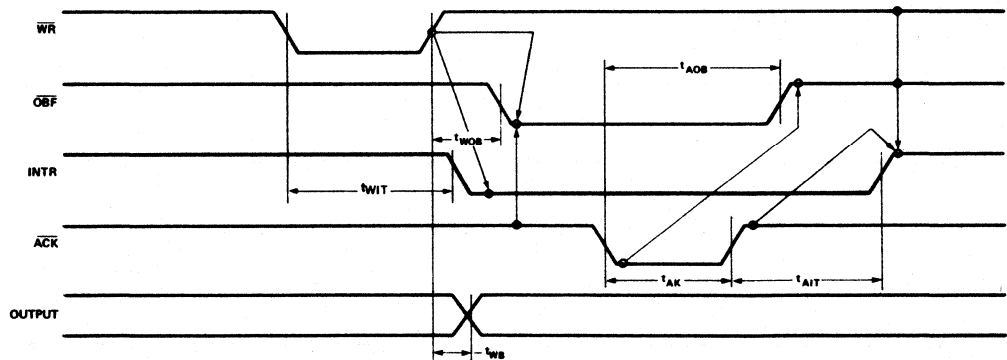 WR
tAOB
OBF
tWOB
INTR
tWIT
ACK
tAK
tAIT
OUTPUT
tWB